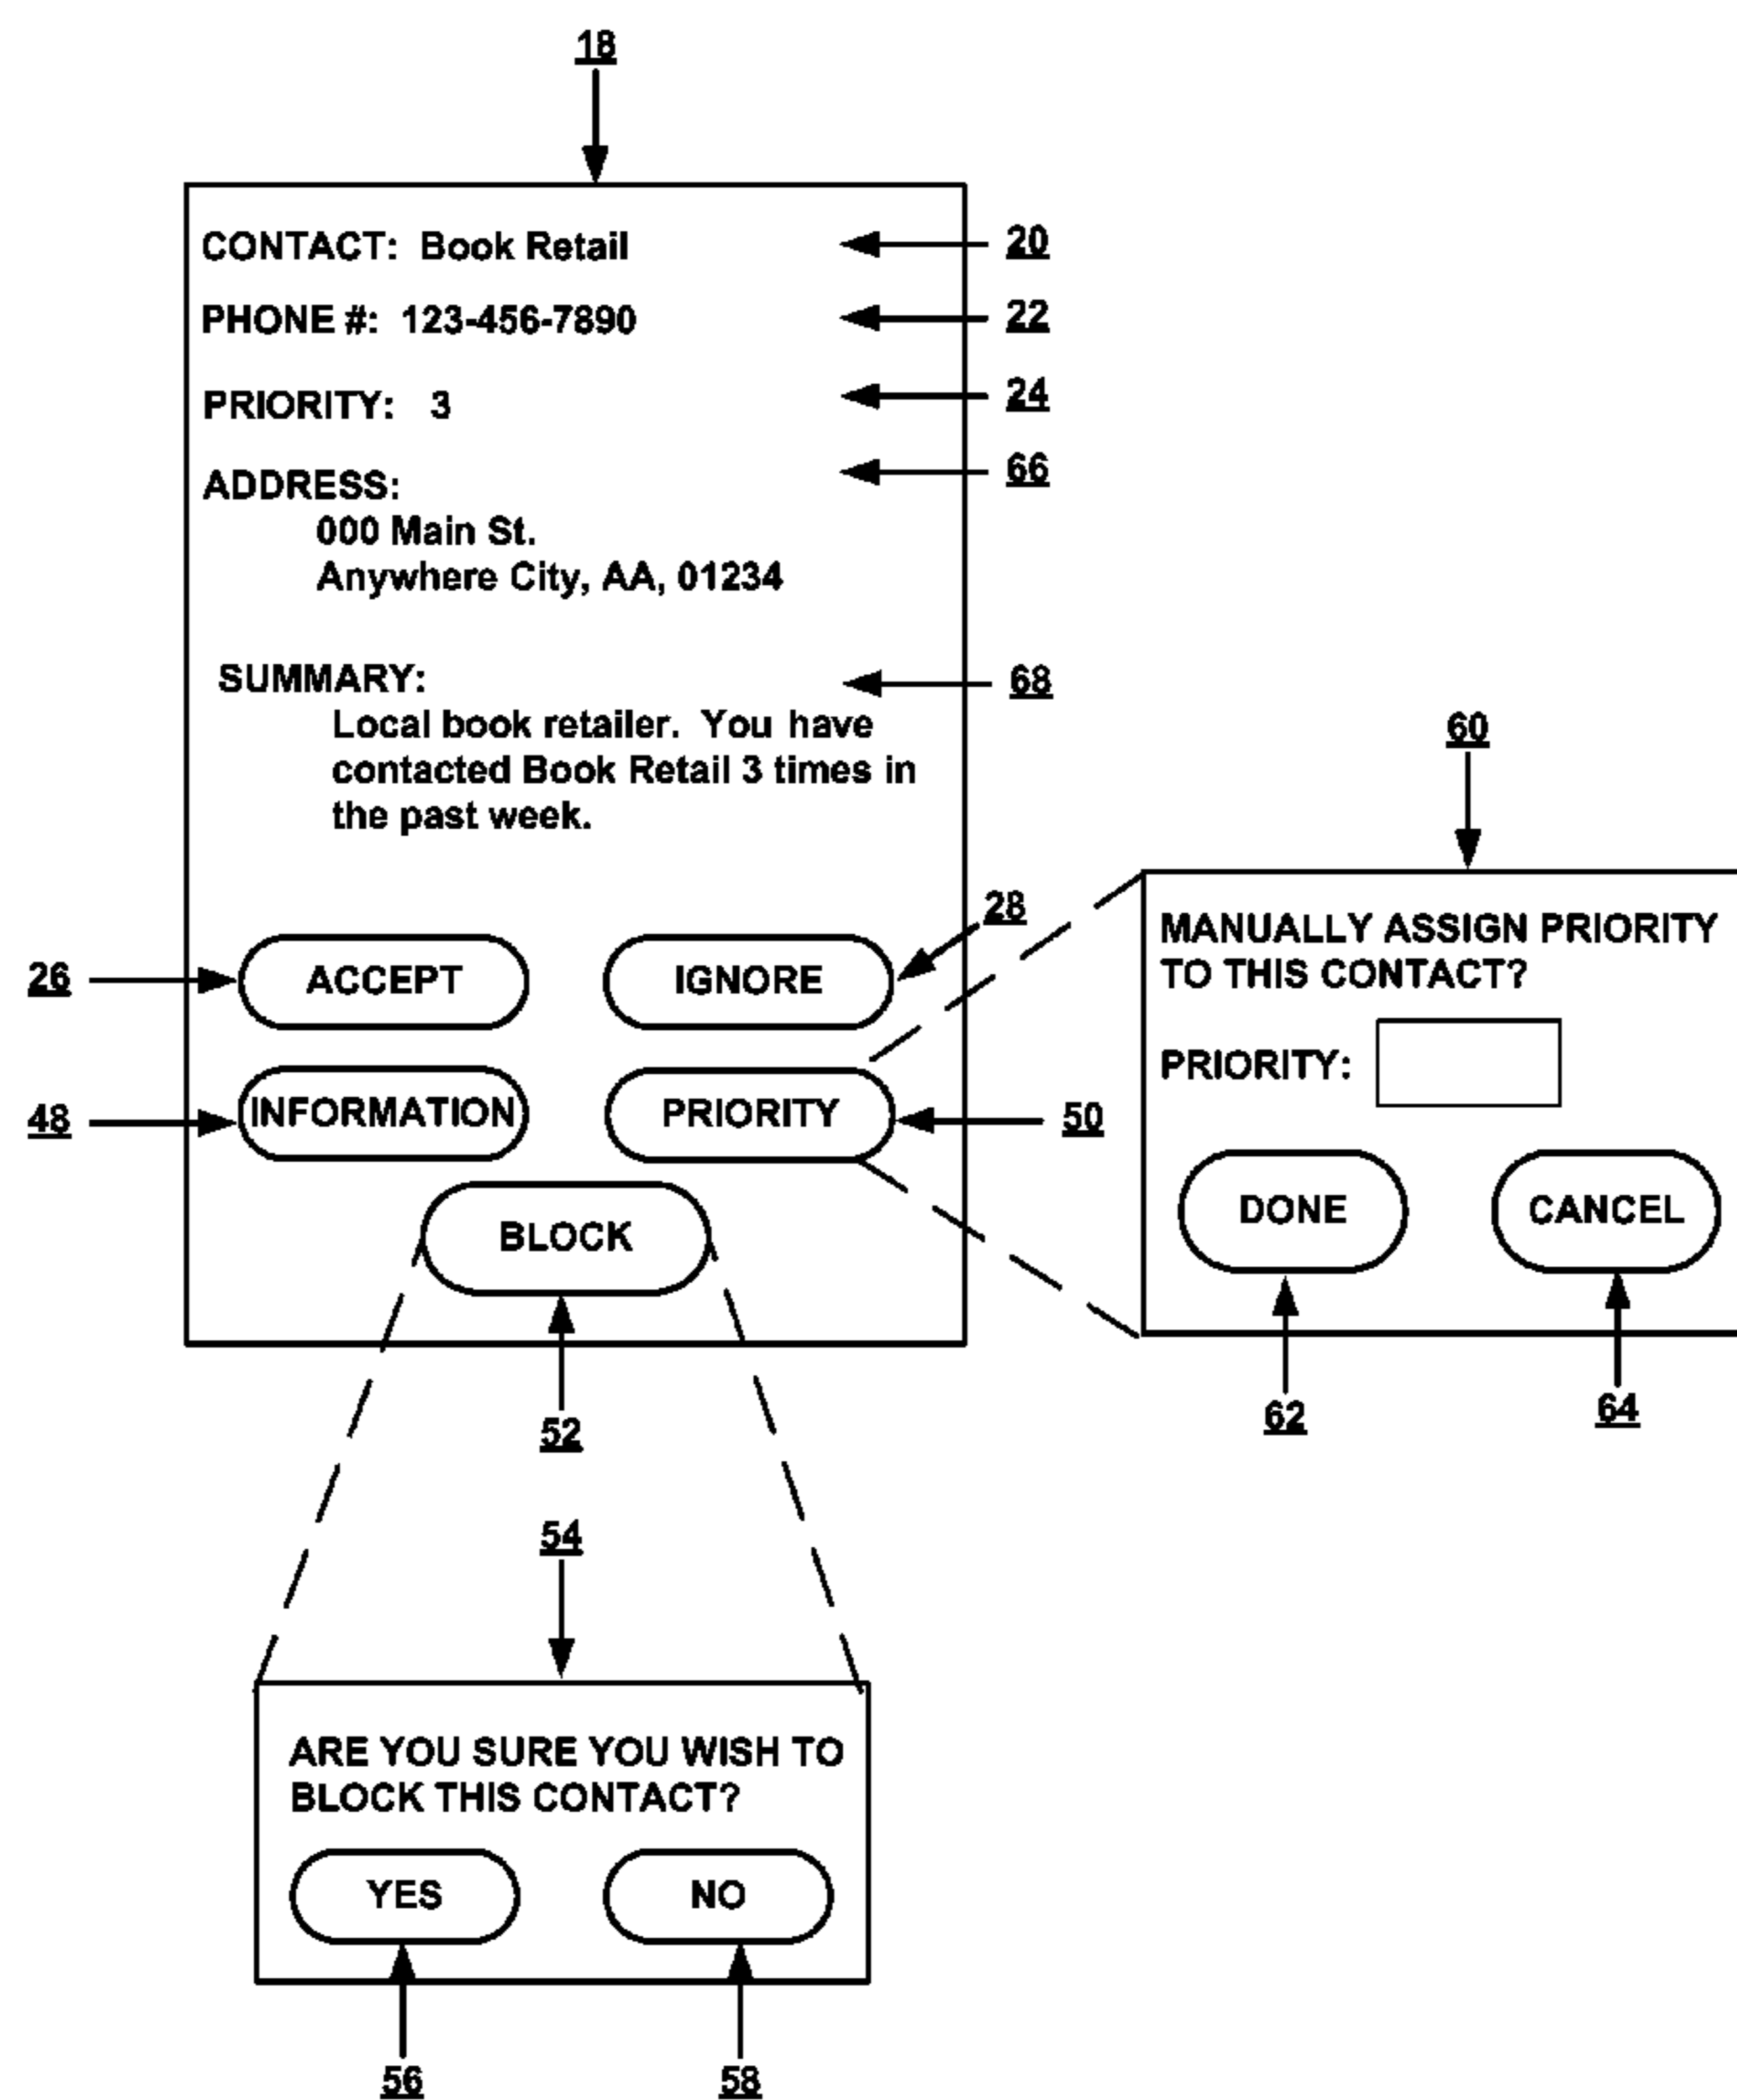 18
CONTACT: Book Retail
20
PHONE #: 123-456-7890
22
PRIORITY: 3
24
ADDRESS:
66
000 Main St.
Anywhere City, AA, 01234
SUMMARY:
68
Local book retailer. You have
contacted Book Retail 3 times in
the past week.
26
ACCEPT
IGNORE
28
48
INFORMATION
PRIORITY
50
BLOCK
52
60
MANUALLY ASSIGN PRIORITY
TO THIS CONTACT?
PRIORITY:
DONE
CANCEL
62
64
54
ARE YOU SURE YOU WISH TO
BLOCK THIS CONTACT?
YES
NO
56
58